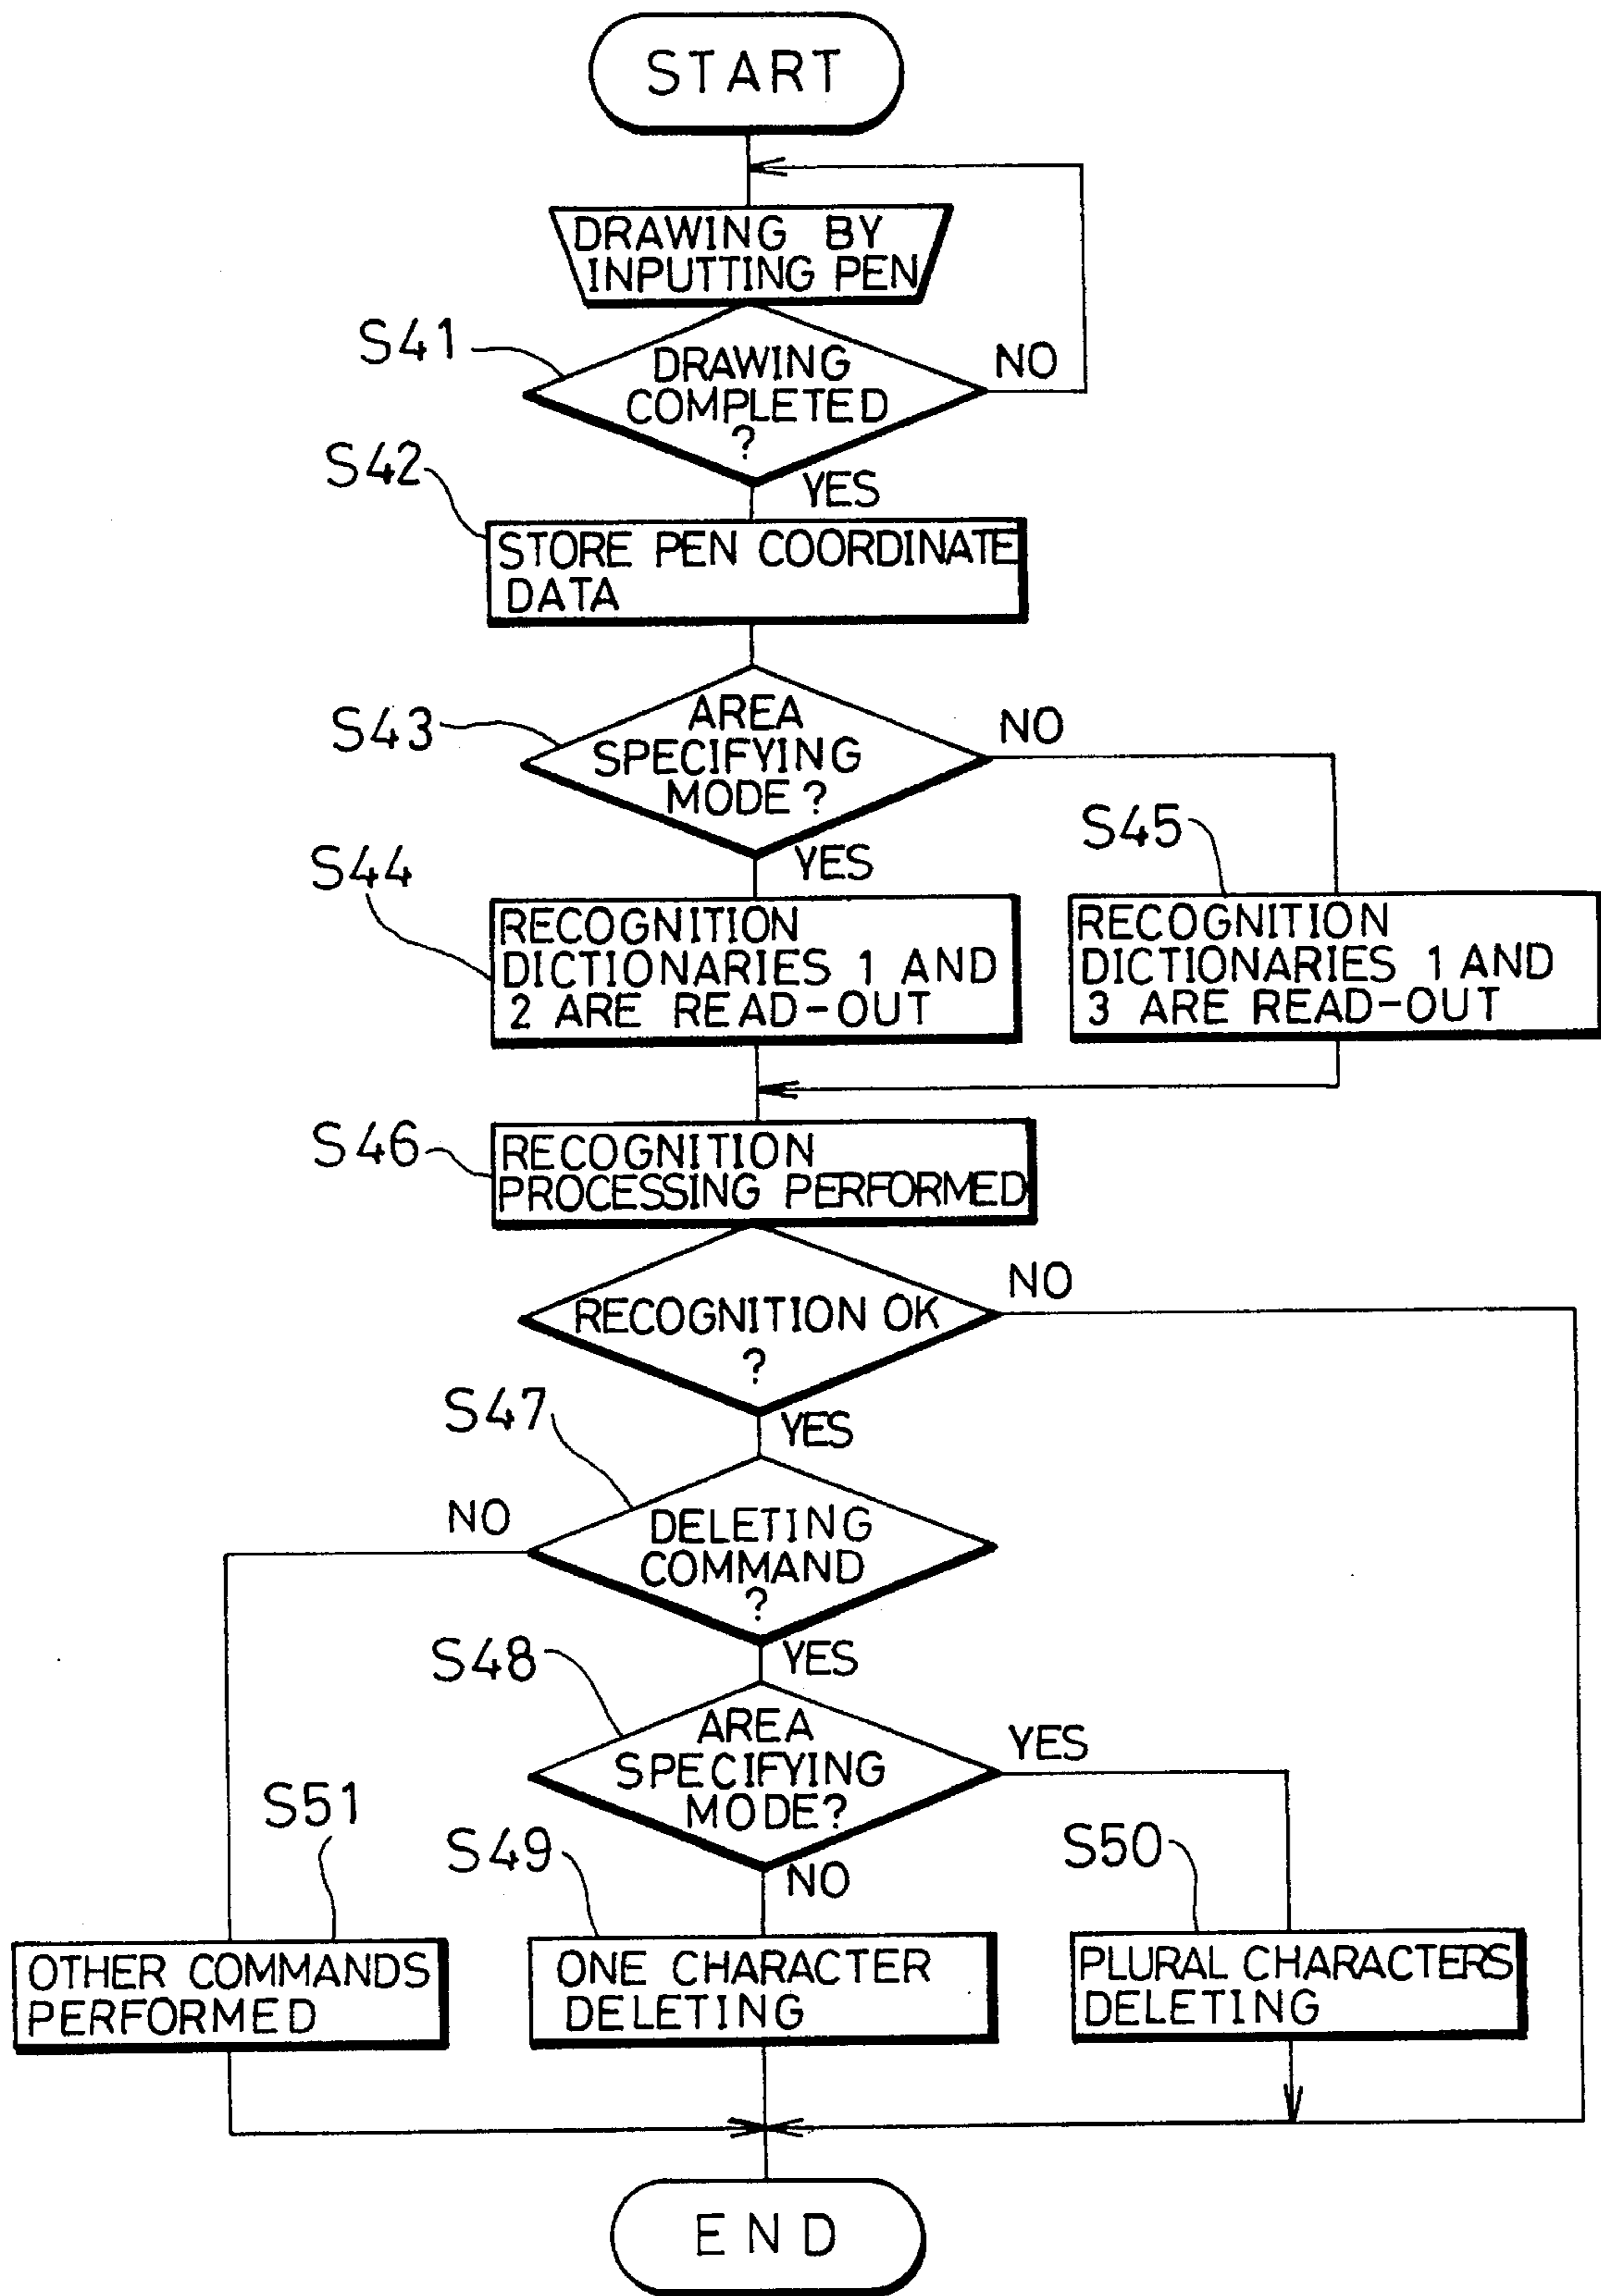 START
DRAWING BY
INPUTTING PEN
S41
DRAWING
COMPLETED
?
NO
S42
YES
STORE PEN COORDINATE
DATA
S43
AREA
SPECIFYING
MODE?
NO
S44
YES
S45
RECOGNITION
DICTIONARIES 1 AND
2 ARE READ-OUT
RECOGNITION
DICTIONARIES 1 AND
3 ARE READ-OUT
S46
RECOGNITION
PROCESSING PERFORMED
RECOGNITION OK
?
NO
S47
YES
NO
DELETING
COMMAND
?
S48
YES
AREA
SPECIFYING
MODE?
YES
S51
S49
NO
S50
OTHER COMMANDS
PERFORMED
ONE CHARACTER
DELETING
PLURAL CHARACTERS
DELETING
END